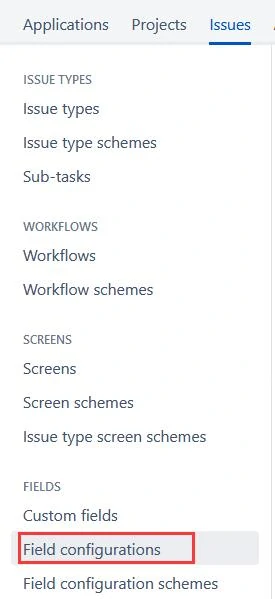 Applications Projects Issues
ISSUE TYPES
Issue types
Issue type schemes
Sub-tasks
WORKFLOWS
Workflows
Workflow schemes
SCREENS
Screens
Screen schemes
Issue type screen schemes
FIELDS
Custom fields
Field configurations
Field configuration schemes